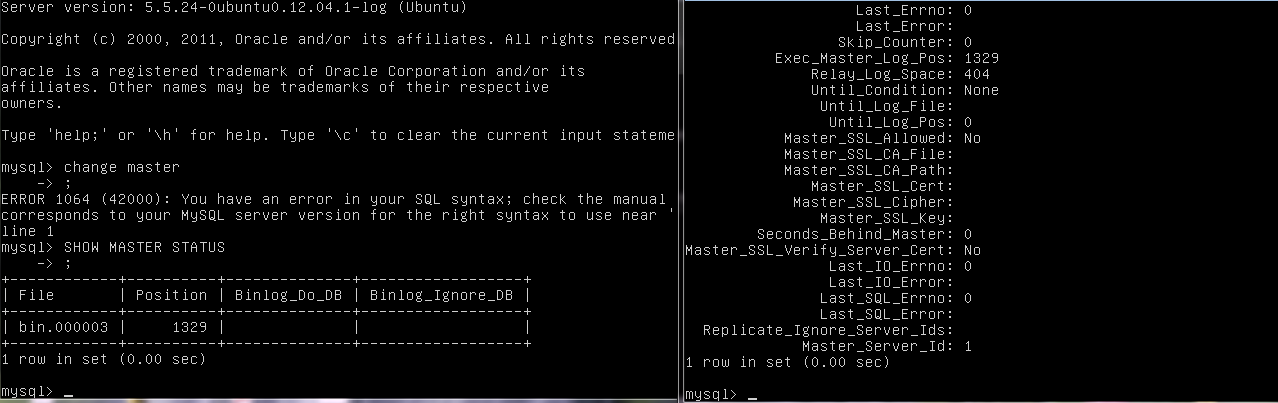 Server version: 5.5.24-0ubuntu0.12.04.1-log (Ubuntu)
Copyright (c) 2000, 2011, Oracle and/or its affiliates. All rights reserved
Oracle is a registered trademark of Oracle Corporation and/or its
affiliates. Other names may be trademarks of their respective
owners.
Type 'help;' or '\h' for help. Type '\c' to clear the current input stateme
mysql> change master
    -> ;
ERROR 1064 (42000): You have an error in your SQL syntax; check the manual
corresponds to your MySQL server version for the right syntax to use near '
line 1
mysql> SHOW MASTER STATUS
    -> ;
+------------+----------+--------------+------------------+
| File       | Position | Binlog_Do_DB | Binlog_Ignore_DB |
+------------+----------+--------------+------------------+
| bin.000003 |     1329 |              |                  |
+------------+----------+--------------+------------------+
1 row in set (0.00 sec)
mysql> _
Last_Errno: 0
Last_Error:
Skip_Counter: 0
Exec_Master_Log_Pos: 1329
Relay_Log_Space: 404
Until_Condition: None
Until_Log_File:
Until_Log_Pos: 0
Master_SSL_Allowed: No
Master_SSL_CA_File:
Master_SSL_CA_Path:
Master_SSL_Cert:
Master_SSL_Cipher:
Master_SSL_Key:
Seconds_Behind_Master: 0
Master_SSL_Verify_Server_Cert: No
Last_IO_Errno: 0
Last_IO_Error:
Last_SQL_Errno: 0
Last_SQL_Error:
Replicate_Ignore_Server_Ids:
Master_Server_Id: 1
1 row in set (0.00 sec)
mysql> _